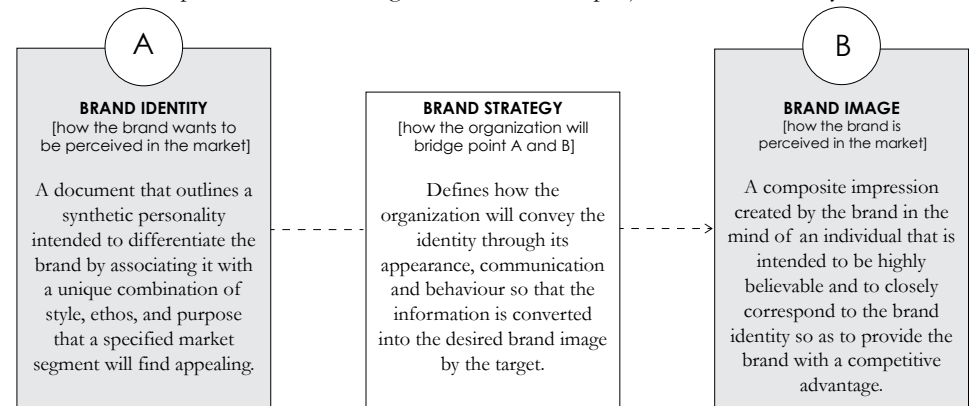 A
BRAND IDENTITY
[how the brand wants to
be perceived in the market]
A document that outlines a
synthetic personality
intended to differentiate the
brand by associating it with
a unique combination of
style, ethos, and purpose
that a specified market
segment will find appealing.
BRAND STRATEGY
[how the organization will
bridge point A and B]
Defines how the
organization will convey the
identity through its
appearance, communication
and behaviour so that the
information is converted
into the desired brand image
by the target.
B
BRAND IMAGE
[how the brand is
perceived in the market]
A composite impression
created by the brand in the
mind of an individual that is
intended to be highly
believable and to closely
correspond to the brand
identity so as to provide the
brand with a competitive
advantage.